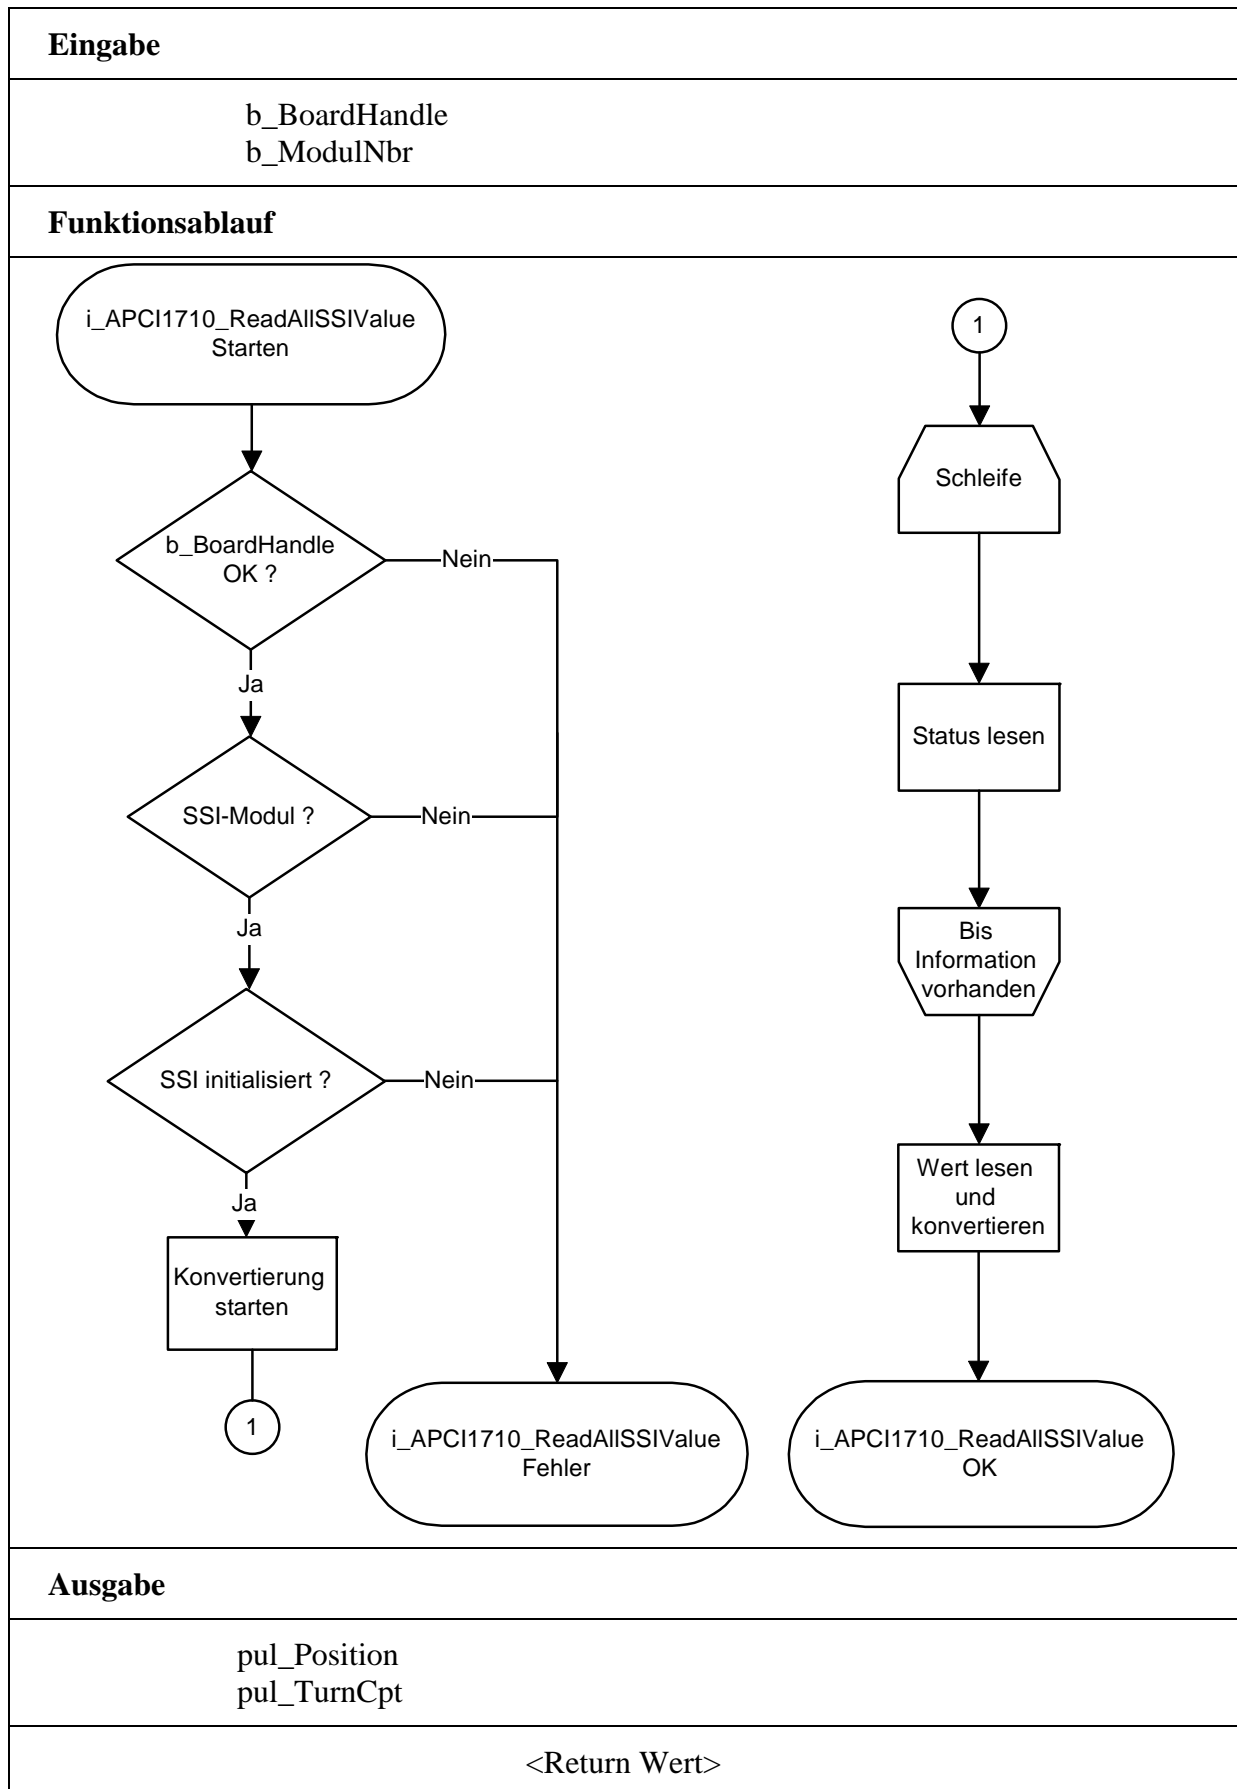 Eingabe
b_BoardHandle
b_ModulNbr
Funktionsablauf
i_APCI1710_ReadAllSSIValue
Starten
b_BoardHandle
OK ?
Nein
Ja
SSI-Modul ?
Nein
Ja
SSI initialisiert ?
Nein
Ja
Konvertierung
starten
1
i_APCI1710_ReadAllSSIValue
Fehler
1
Schleife
Status lesen
Bis
Information
vorhanden
Wert lesen
und
konvertieren
i_APCI1710_ReadAllSSIValue
OK
Ausgabe
pul_Position
pul_TurnCpt
<Return Wert>